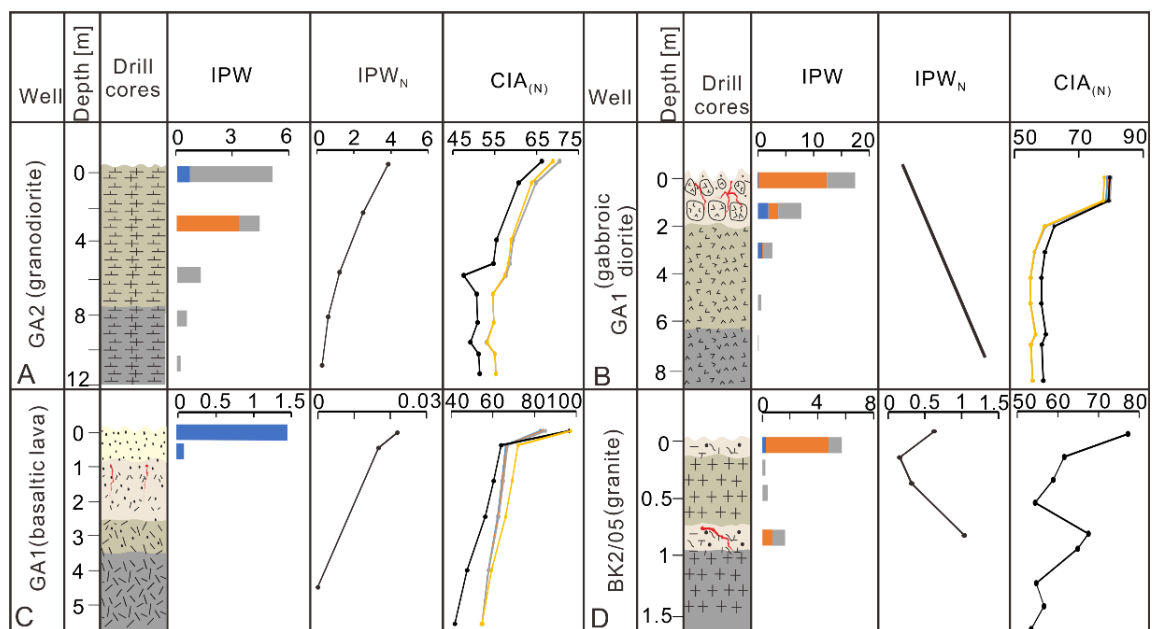 Well
Depth [m]
Drill
cores
IPW
IPW_N
CIA_(N)
Well
Depth [m]
Drill
cores
IPW
IPW_N
CIA_(N)
GA2 (granodiorite)
A
0
4
8
12
0 3 6
0 2 4 6
45 55 65 75
GA1 (gabbroic
diorite)
B
0
2
4
6
8
0 10 20
50 70 90
GA1(basaltic lava)
C
0
1
2
3
4
5
0 0.5 1.5
0 0.03
40 60 80 100
BK2/05 (granite)
D
0
0.5
1
1.5
0 4 8
0 0.5 1 1.5
50 60 70 80